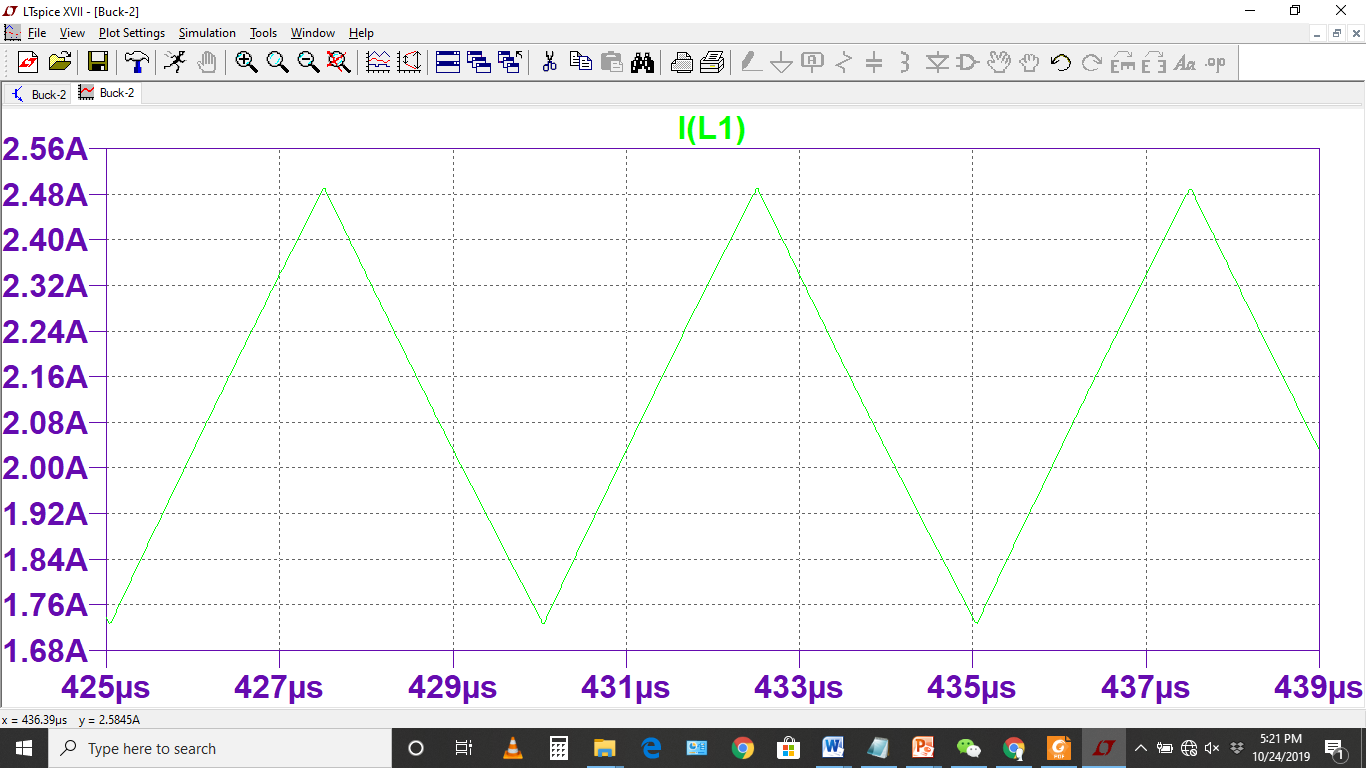 LTspice XVII - [Buck-2]
File View Plot Settings Simulation Tools Window Help
Buck-2 Buck-2
I(L1)
2.56A
2.48A
2.40A
2.32A
2.24A
2.16A
2.08A
2.00A
1.92A
1.84A
1.76A
1.68A
425µs 427µs 429µs 431µs 433µs 435µs 437µs 439µs
x = 436.39µs y = 2.5845A
Type here to search
5:21 PM
10/24/2019